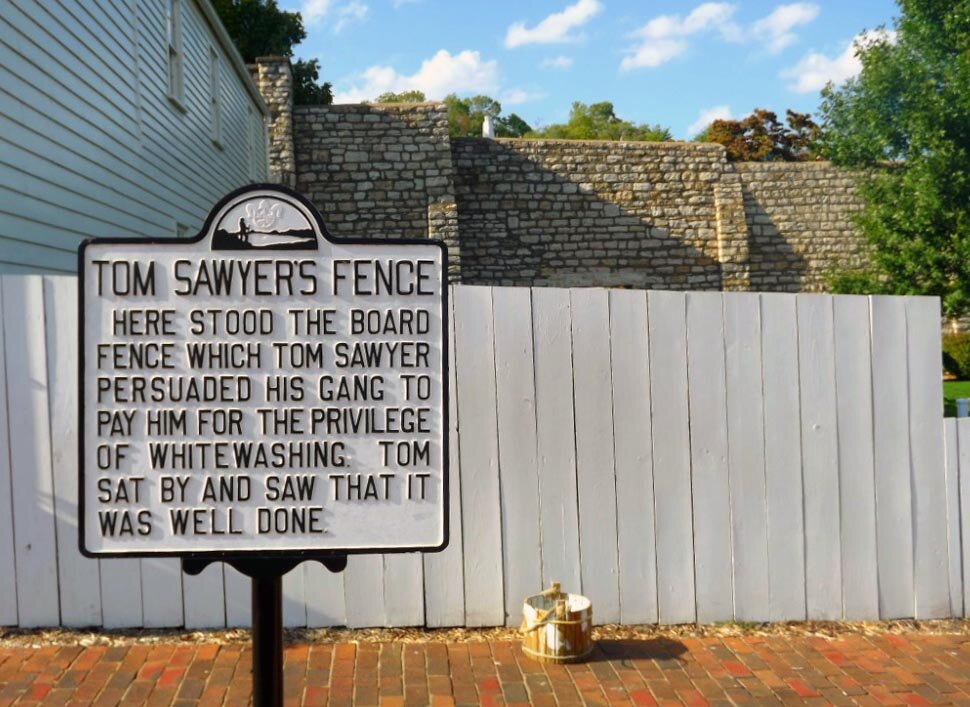 TOM SAWYER'S FENCE
HERE STOOD THE BOARD
FENCE WHICH TOM SAWYER
PERSUADED HIS GANG TO
PAY HIM FOR THE PRIVILEGE
OF WHITEWASHING. TOM
SAT BY AND SAW THAT IT
WAS WELL DONE.